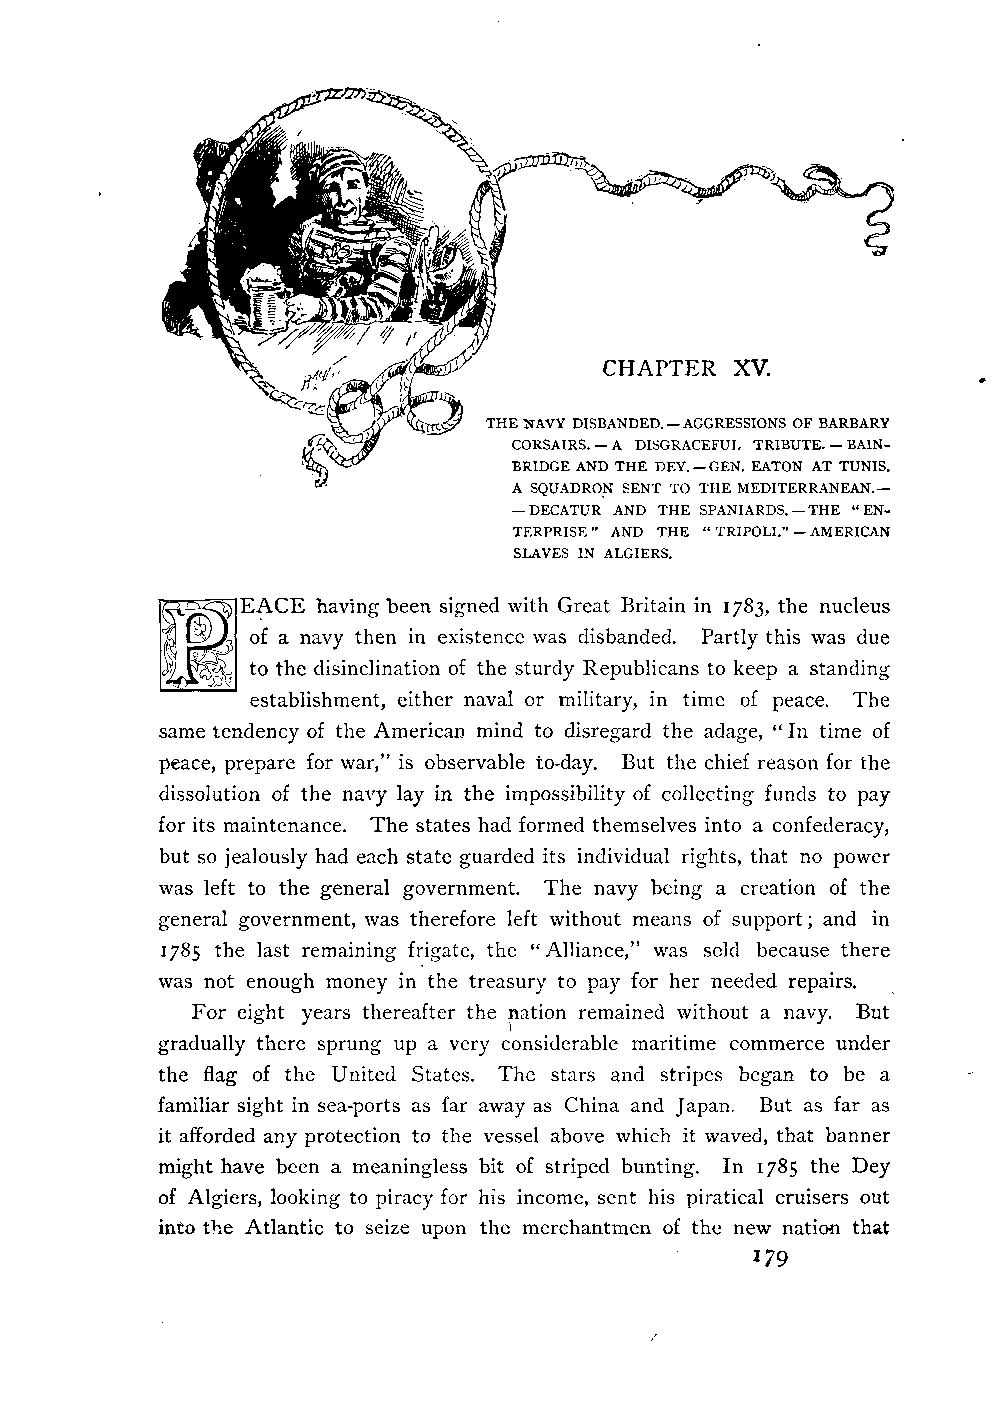 CHAPTER XV.
THE NAVY DISBANDED.—AGGRESSIONS OF BARBARY
CORSAIRS.—A DISGRACEFUL TRIBUTE.—BAIN-
BRIDGE AND THE DEY.—GEN. EATON AT TUNIS.
A SQUADRON SENT TO THE MEDITERRANEAN.—
—DECATUR AND THE SPANIARDS.—THE “EN-
TERPRISE” AND THE “TRIPOLI.”—AMERICAN
SLAVES IN ALGIERS.
PEACE having been signed with Great Britain in 1783, the nucleus
of a navy then in existence was disbanded. Partly this was due
to the disinclination of the sturdy Republicans to keep a standing
establishment, either naval or military, in time of peace. The
same tendency of the American mind to disregard the adage, “In time of
peace, prepare for war,” is observable to-day. But the chief reason for the
dissolution of the navy lay in the impossibility of collecting funds to pay
for its maintenance. The states had formed themselves into a confederacy,
but so jealously had each state guarded its individual rights, that no power
was left to the general government. The navy being a creation of the
general government, was therefore left without means of support; and in
1785 the last remaining frigate, the “Alliance,” was sold because there
was not enough money in the treasury to pay for her needed repairs.
For eight years thereafter the nation remained without a navy. But
gradually there sprung up a very considerable maritime commerce under
the flag of the United States. The stars and stripes began to be a
familiar sight in sea-ports as far away as China and Japan. But as far as
it afforded any protection to the vessel above which it waved, that banner
might have been a meaningless bit of striped bunting. In 1785 the Dey
of Algiers, looking to piracy for his income, sent his piratical cruisers out
into the Atlantic to seize upon the merchantmen of the new nation that
179